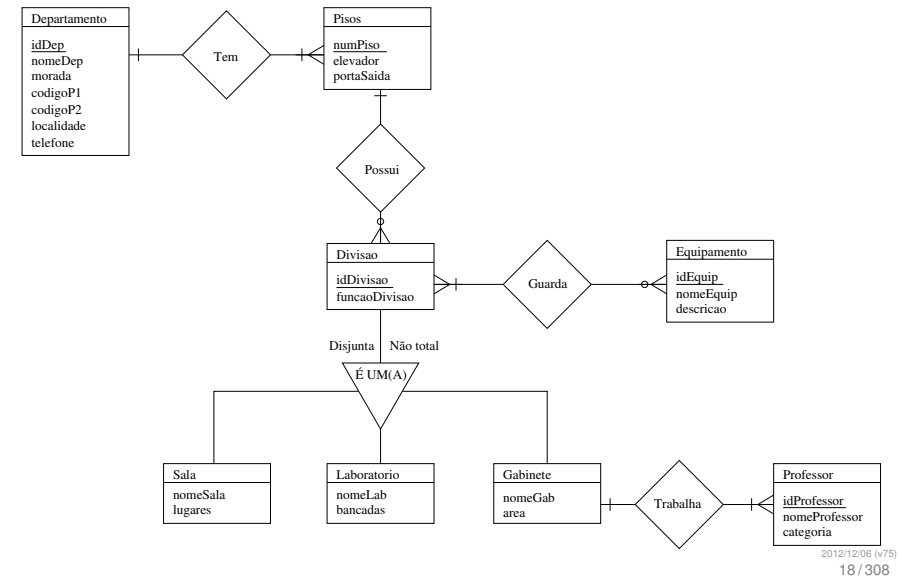 Departamento
idDep
nomeDep
morada
codigoP1
codigoP2
localidade
telefone
Tem
Pisos
numPiso
elevador
portaSaida
Possui
Divisao
idDivisao
funcaoDivisao
Guarda
Equipamento
idEquip
nomeEquip
descricao
Disjunta
Não total
É UM(A)
Sala
nomeSala
lugares
Laboratorio
nomeLab
bancadas
Gabinete
nomeGab
area
Trabalha
Professor
idProfessor
nomeProfessor
categoria
2012/12/06 (v75)
18 / 308